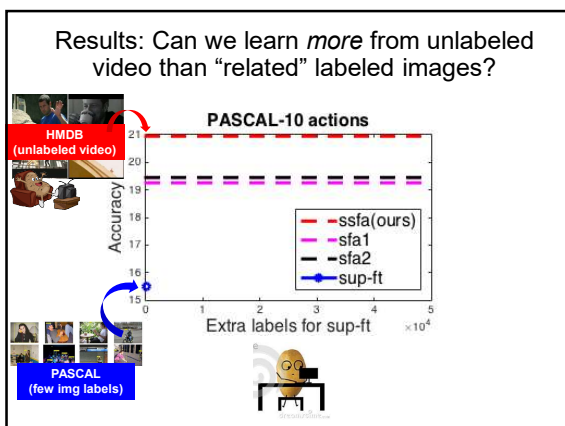 Results: Can we learn more from unlabeled
video than “related” labeled images?
HMDB
(unlabeled video)
PASCAL-10 actions
Accuracy
21
20
19
18
17
16
15
0 1 2 3 4 5
×10⁴
Extra labels for sup-ft
ssfa(ours)
sfa1
sfa2
sup-ft
PASCAL
(few img labels)